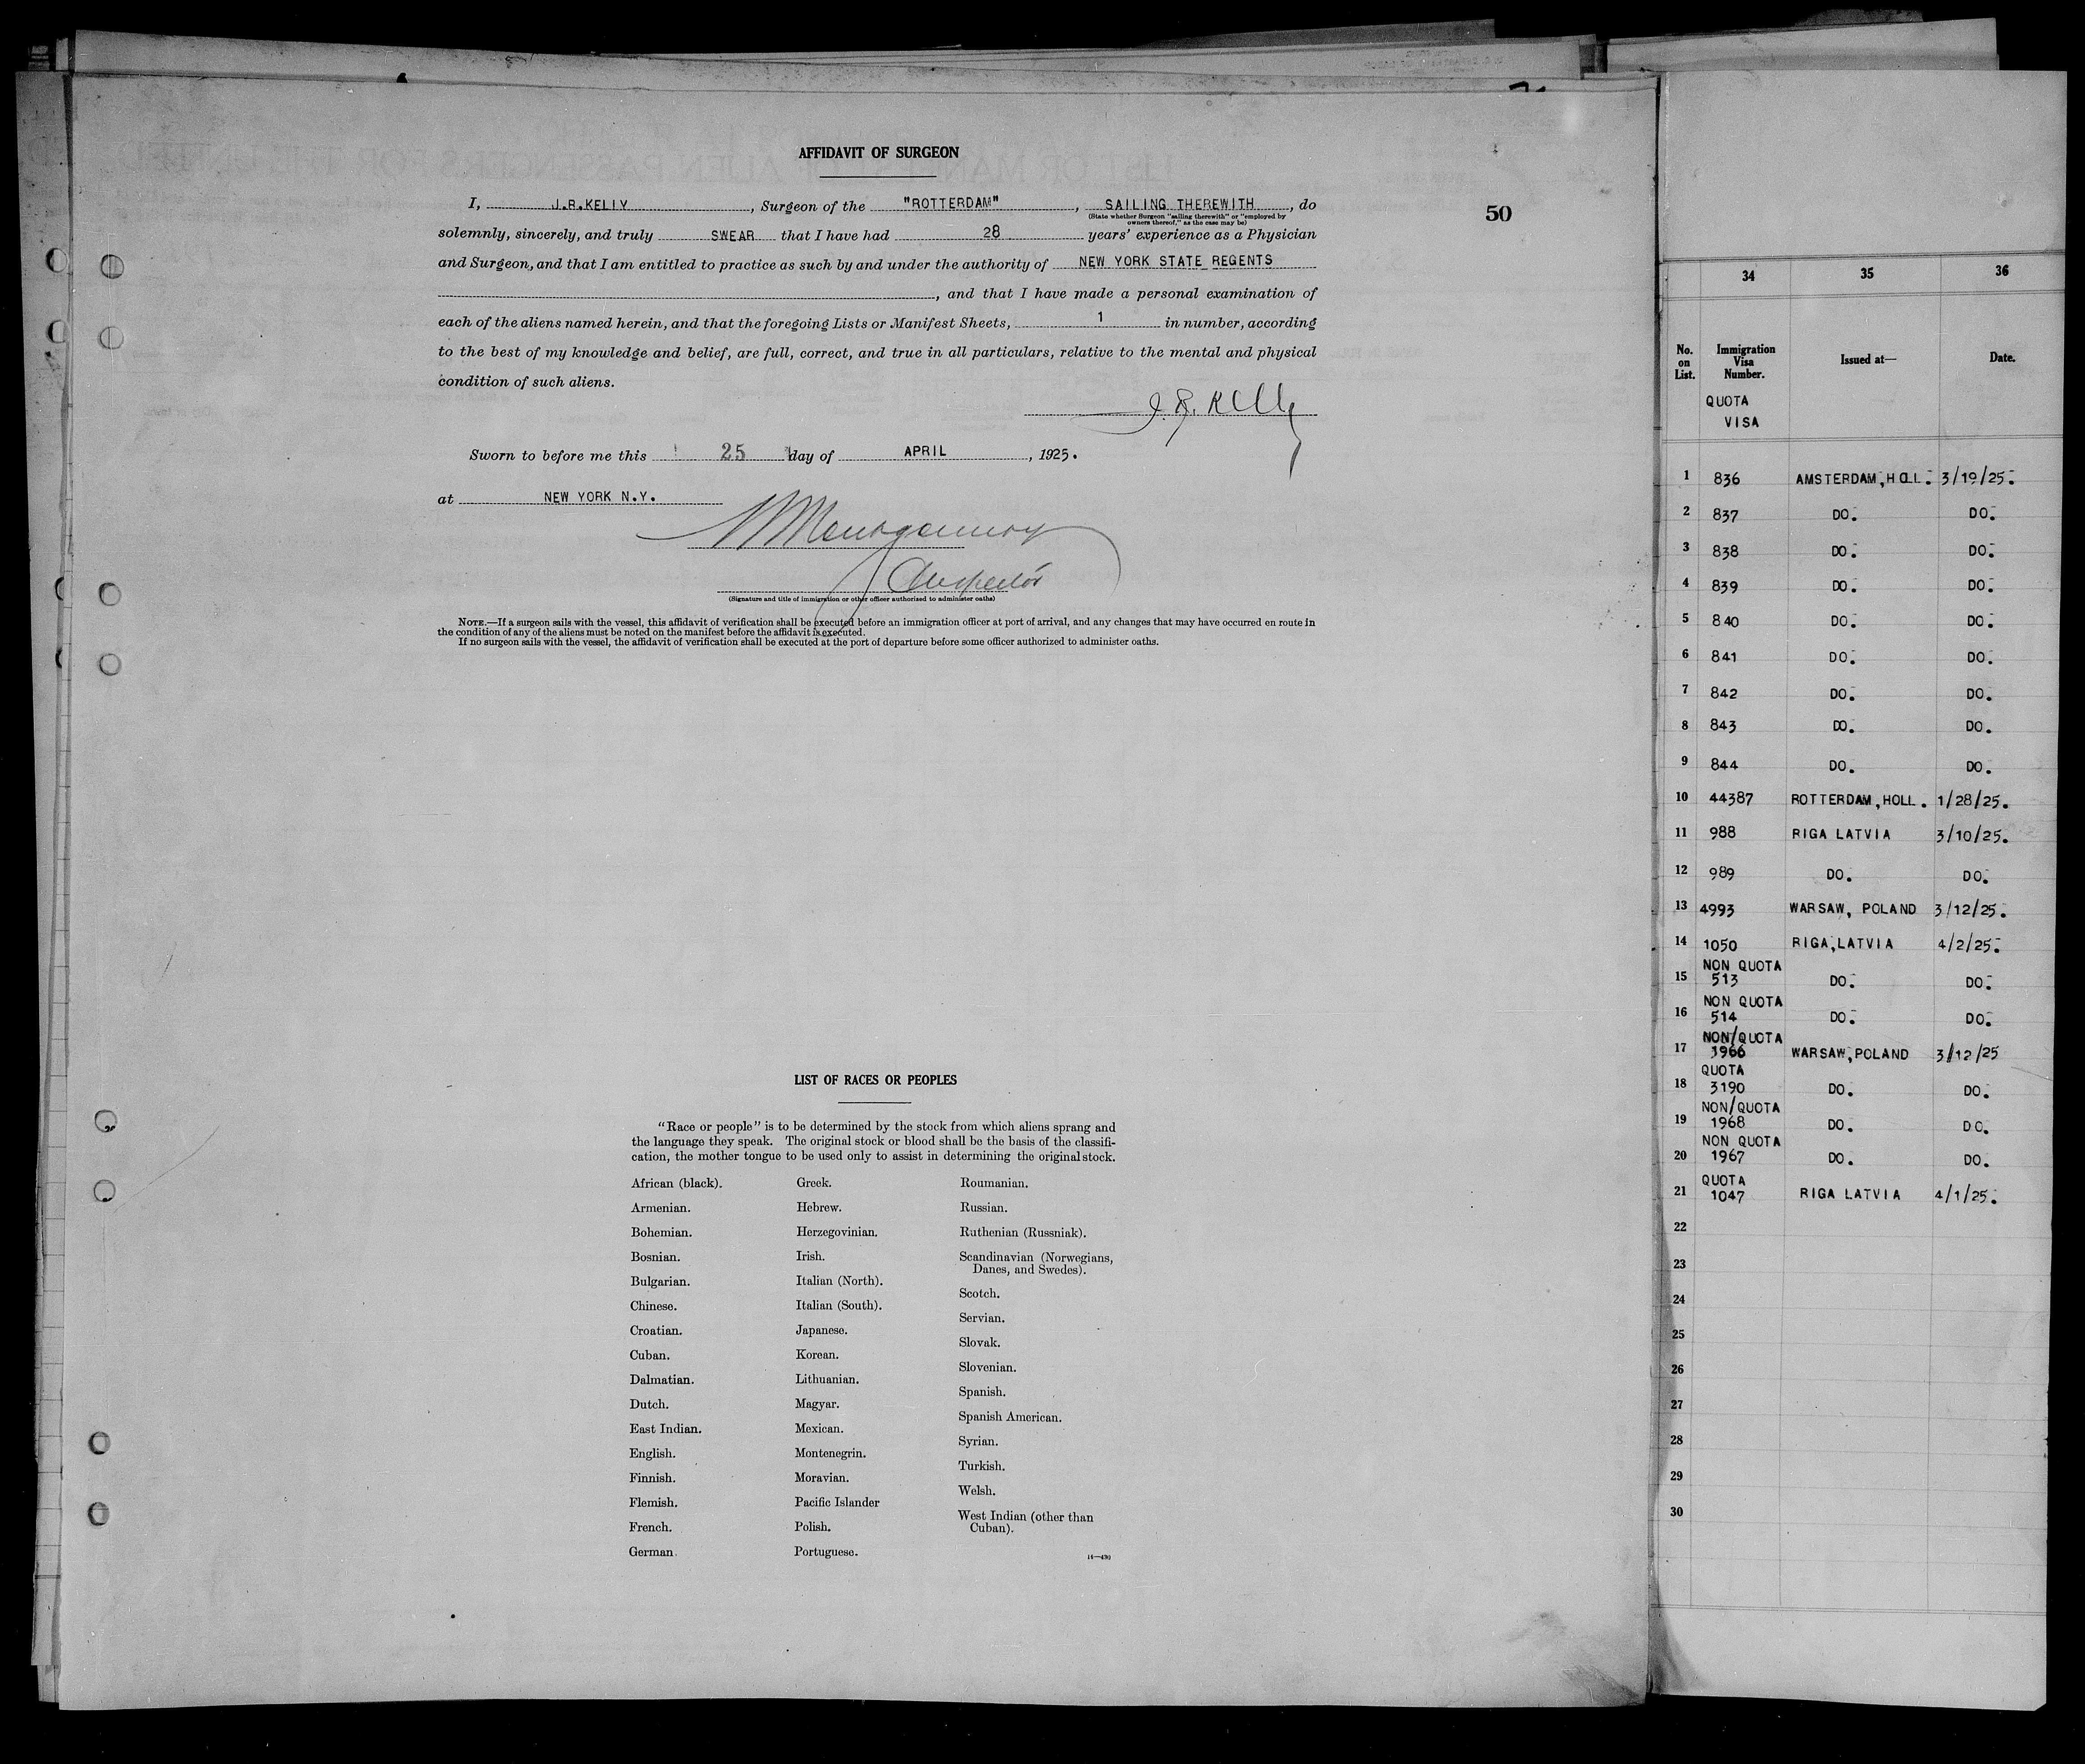 AFFIDAVIT OF SURGEON
I, J.R.KELLY, Surgeon of the "ROTTERDAM", SAILING THEREWITH, do
(State whether Surgeon "sailing therewith" or "employed by
owners thereof," as the case may be)
50
solemnly, sincerely, and truly SWEAR that I have had 28 years' experience as a Physician
and Surgeon, and that I am entitled to practice as such by and under the authority of NEW YORK STATE REGENTS
, and that I have made a personal examination of
each of the aliens named herein, and that the foregoing Lists or Manifest Sheets, 1 in number, according
to the best of my knowledge and belief, are full, correct, and true in all particulars, relative to the mental and physical
condition of such aliens.
J. R. Kelly
Sworn to before me this 25 day of APRIL, 1925.
at NEW YORK N.Y.
Montgomery
Inspector
(Signature and title of immigration or other officer authorized to administer oaths)
NOTE.—If a surgeon sails with the vessel, this affidavit of verification shall be executed before an immigration officer at port of arrival, and any changes that may have occurred en route in
the condition of any of the aliens must be noted on the manifest before the affidavit is executed.
If no surgeon sails with the vessel, the affidavit of verification shall be executed at the port of departure before some officer authorized to administer oaths.
LIST OF RACES OR PEOPLES
"Race or people" is to be determined by the stock from which aliens sprang and
the language they speak. The original stock or blood shall be the basis of the classifi-
cation, the mother tongue to be used only to assist in determining the original stock.
African (black).
Armenian.
Bohemian.
Bosnian.
Bulgarian.
Chinese.
Croatian.
Cuban.
Dalmatian.
Dutch.
East Indian.
English.
Finnish.
Flemish.
French.
German.
Greek.
Hebrew.
Herzegovinian.
Irish.
Italian (North).
Italian (South).
Japanese.
Korean.
Lithuanian.
Magyar.
Mexican.
Montenegrin.
Moravian.
Pacific Islander
Polish.
Portuguese.
Roumanian.
Russian.
Ruthenian (Russniak).
Scandinavian (Norwegians,
Danes, and Swedes).
Scotch.
Servian.
Slovak.
Slovenian.
Spanish.
Spanish American.
Syrian.
Turkish.
Welsh.
West Indian (other than
Cuban).
14—430
34 35 36
No. on List. Immigration Visa Number. Issued at— Date.
QUOTA
VISA
1 836 AMSTERDAM, HOLL. 3/19/25.
2 837 DO. DO.
3 838 DO. DO.
4 839 DO. DO.
5 840 DO. DO.
6 841 DO. DO.
7 842 DO. DO.
8 843 DO. DO.
9 844 DO. DO.
10 44387 ROTTERDAM, HOLL. 1/28/25.
11 988 RIGA LATVIA 3/10/25.
12 989 DO. DO.
13 4993 WARSAW, POLAND 3/12/25.
14 1050 RIGA, LATVIA 4/2/25.
NON QUOTA
15 513 DO. DO.
NON QUOTA
16 514 DO. DO.
NON/QUOTA
17 1966 WARSAW, POLAND 3/12/25
QUOTA
18 3190 DO. DO.
NON/QUOTA
19 1968 DO. DO.
NON QUOTA
20 1967 DO. DO.
QUOTA
21 1047 RIGA LATVIA 4/1/25.
22
23
24
25
26
27
28
29
30